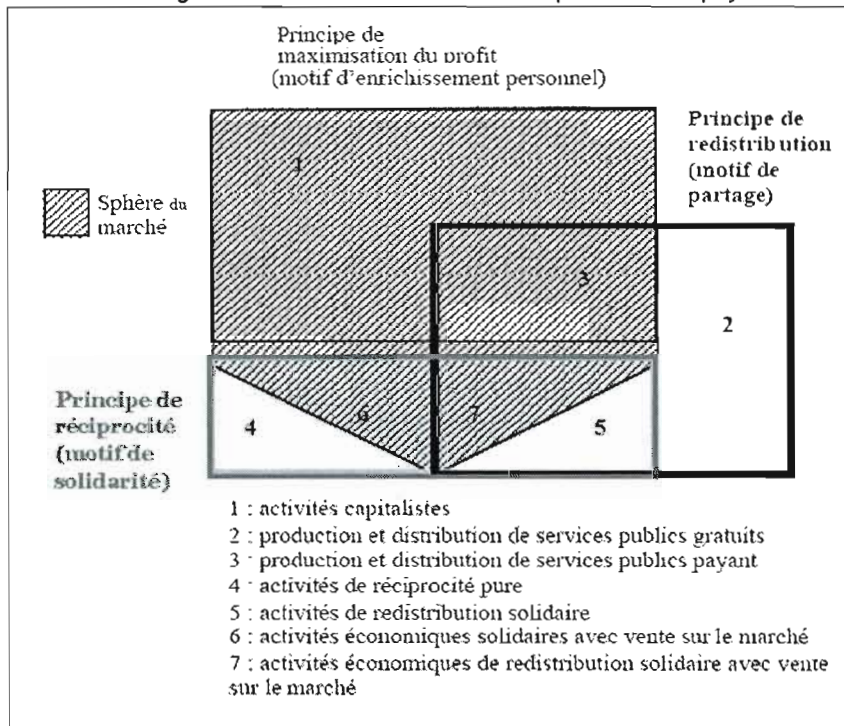 Principe de
maximisation du profit
(motif d'enrichissement personnel)
Principe de
redistribution
(motif de
partage)
Sphère du
marché
1
3
2
Principe de
réciprocité
(motif de
solidarité)
4
6
7
5
1 : activités capitalistes
2 : production et distribution de services publics gratuits
3 : production et distribution de services publics payant
4 : activités de réciprocité pure
5 : activités de redistribution solidaire
6 : activités économiques solidaires avec vente sur le marché
7 : activités économiques de redistribution solidaire avec vente
sur le marché